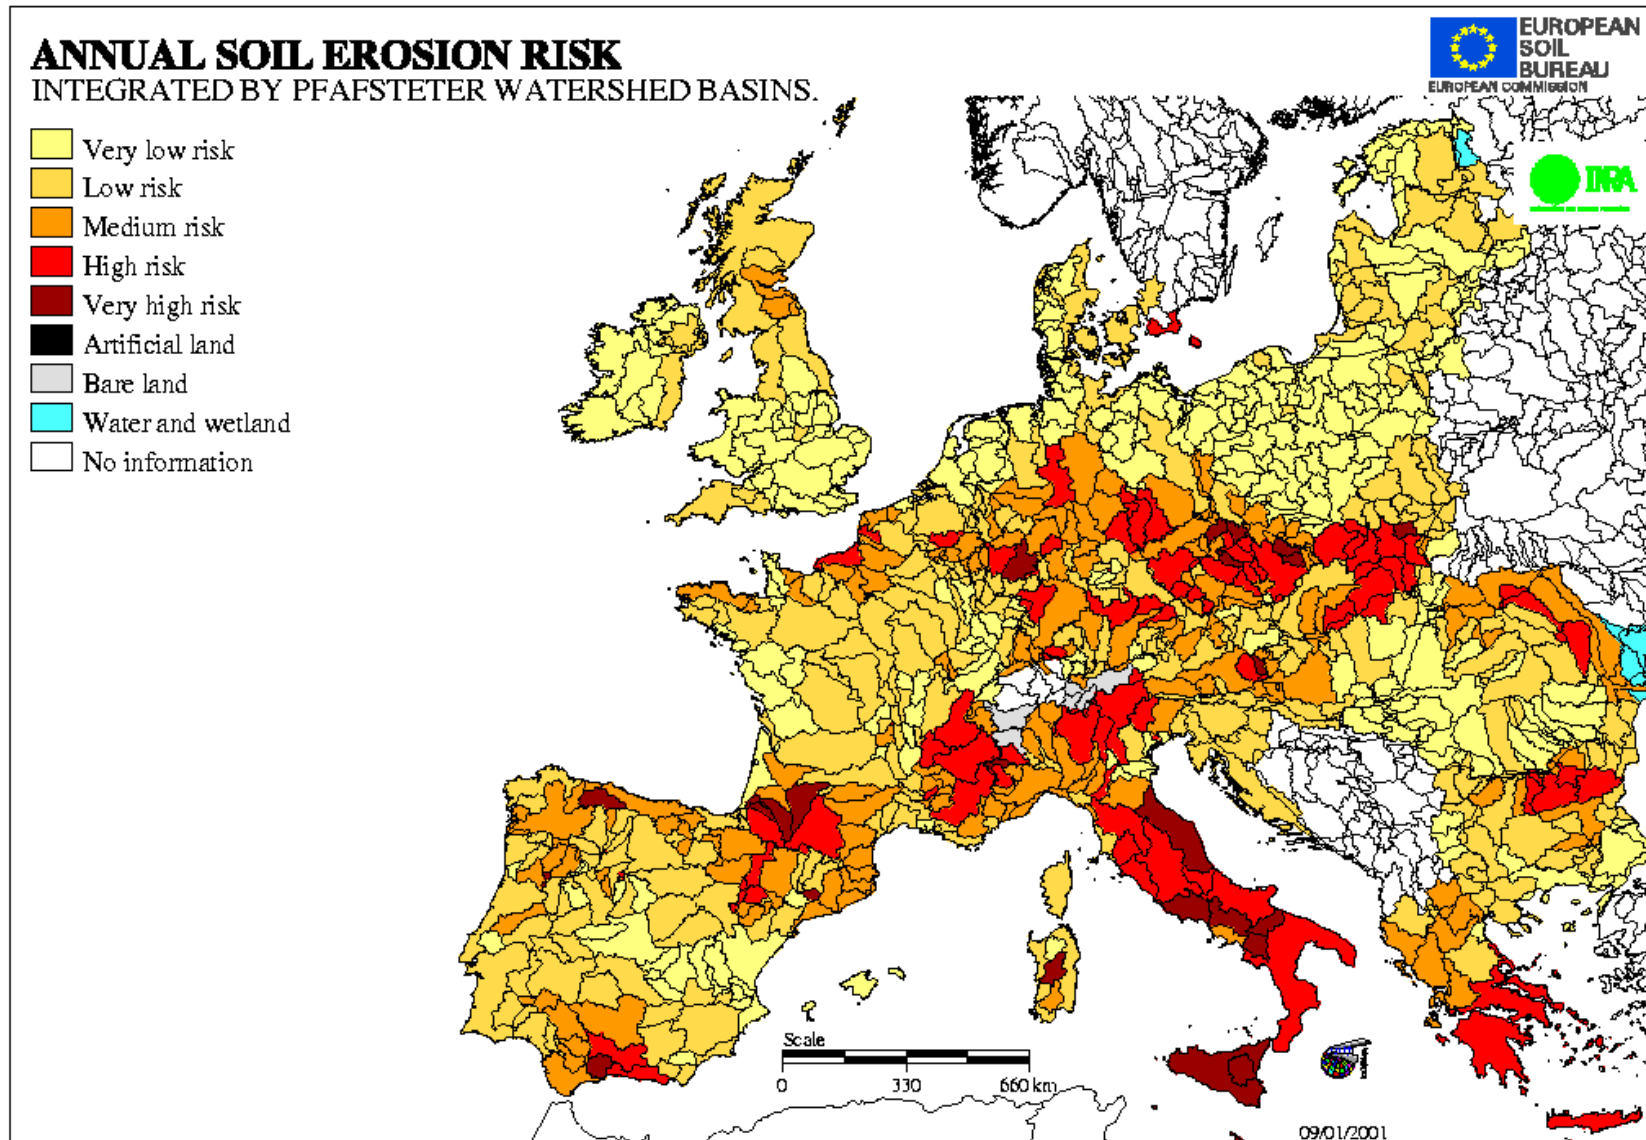 ANNUAL SOIL EROSION RISK
INTEGRATED BY PFAFSTETER WATERSHED BASINS.
EUROPEAN
SOIL
BUREAU
EUROPEAN COMMISSION
Very low risk
Low risk
Medium risk
High risk
Very high risk
Artificial land
Bare land
Water and wetland
No information
INRA
Scale
0 330 660 km
09/01/2001